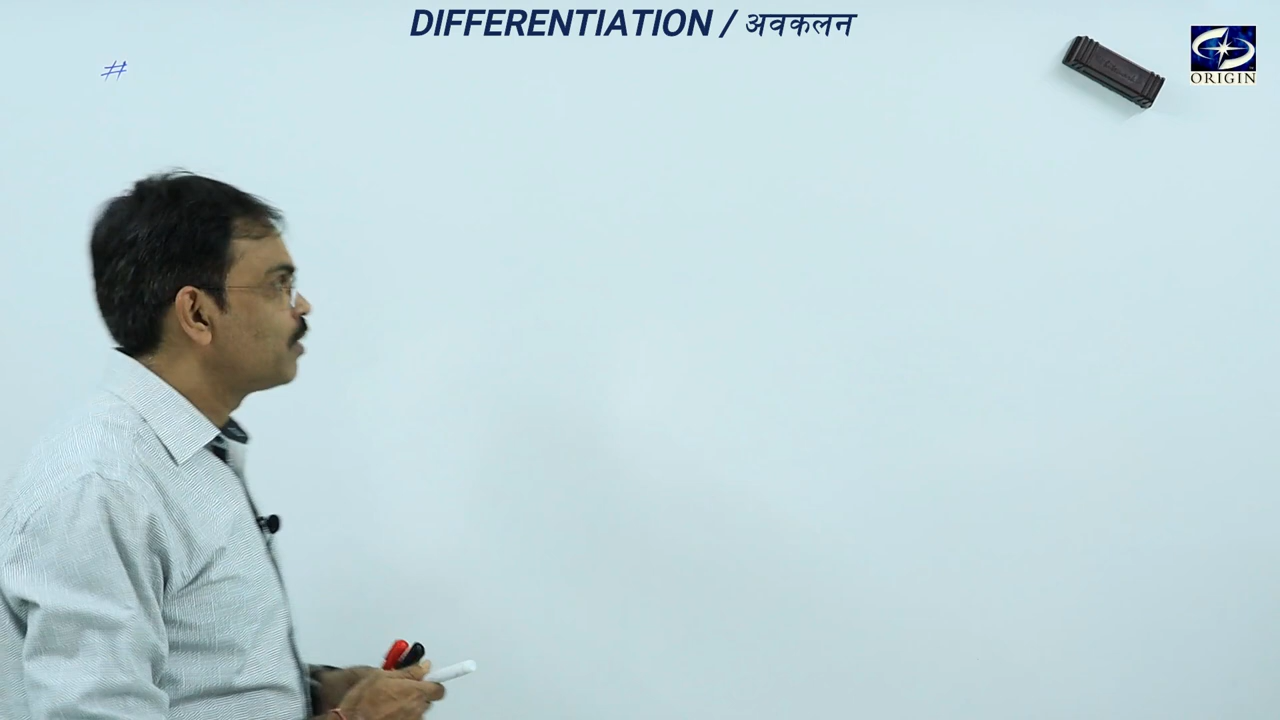 DIFFERENTIATION / अवकलन
#
ORIGIN